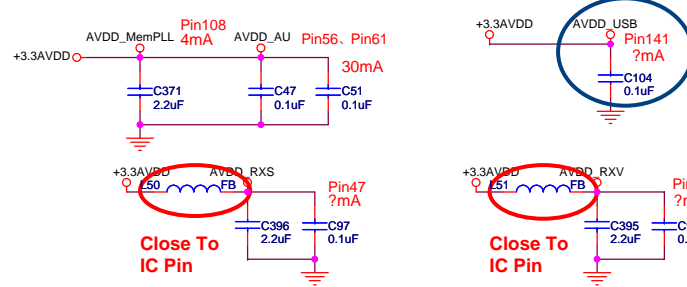 AVDD_MemPLL
Pin108
4mA
AVDD_AU
Pin56、Pin61
30mA
+3.3AVDD
C371
2.2uF
C47
0.1uF
C51
0.1uF
+3.3AVDD
AVDD_USB
Pin141
?mA
C104
0.1uF
+3.3AVDD
AVDD_RXS
L50
FB
Pin47
?mA
C396
2.2uF
C97
0.1uF
Close To
IC Pin
+3.3AVDD
AVDD_RXV
L51
FB
C395
2.2uF
Close To
IC Pin